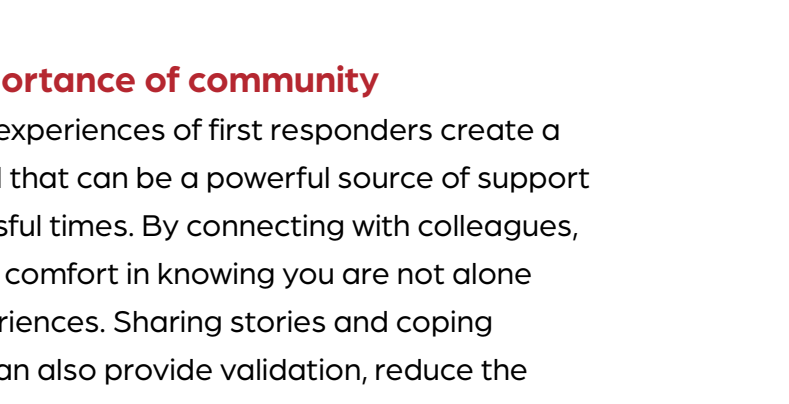 ortance of community
experiences of first responders create a
that can be a powerful source of support
sful times. By connecting with colleagues,
comfort in knowing you are not alone
riences. Sharing stories and coping
an also provide validation, reduce the